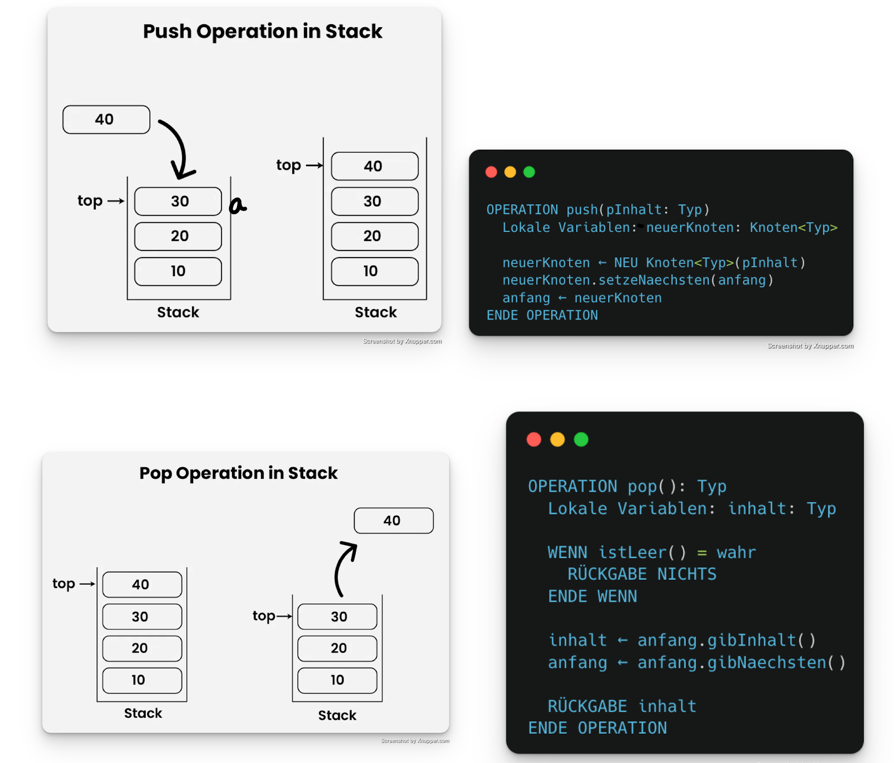 Push Operation in Stack
40
top
30
a
20
10
Stack
top
40
30
20
10
Stack
Screenshot by Xnapper.com
OPERATION push(pInhalt: Typ)
Lokale Variablen: neuerKnoten: Knoten<Typ>
neuerKnoten ← NEU Knoten<Typ>(pInhalt)
neuerKnoten.setzeNaechsten(anfang)
anfang ← neuerKnoten
ENDE OPERATION
Screenshot by Xnapper.com
Pop Operation in Stack
top
40
30
20
10
Stack
40
top
30
20
10
Stack
Screenshot by Xnapper.com
OPERATION pop(): Typ
Lokale Variablen: inhalt: Typ
WENN istLeer() = wahr
RÜCKGABE NICHTS
ENDE WENN
inhalt ← anfang.gibInhalt()
anfang ← anfang.gibNaechsten()
RÜCKGABE inhalt
ENDE OPERATION